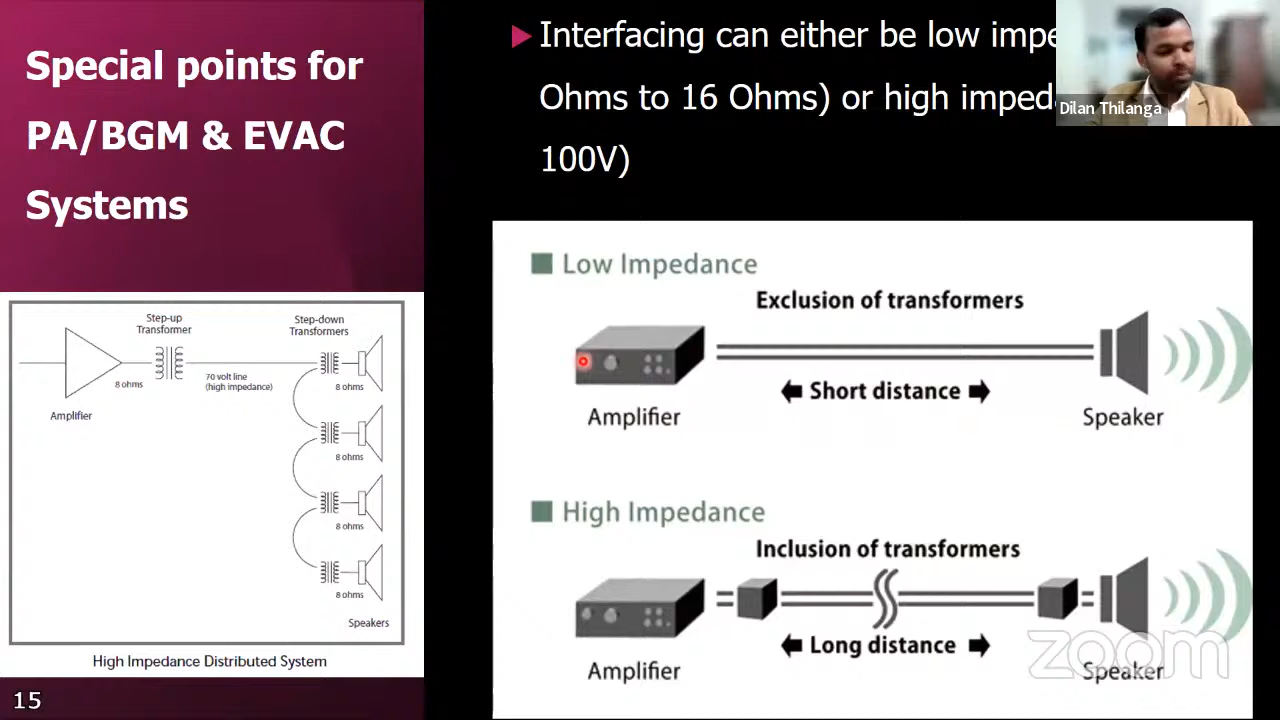 Special points for
PA/BGM & EVAC
Systems
Interfacing can either be low impe
Ohms to 16 Ohms) or high imped
100V)
Dilan Thilanga
Step-up
Transformer
Step-down
Transformers
8 ohms
70 volt line
(high impedance)
Amplifier
8 ohms
8 ohms
8 ohms
8 ohms
Speakers
High Impedance Distributed System
Low Impedance
Exclusion of transformers
Short distance
Amplifier
Speaker
High Impedance
Inclusion of transformers
Long distance
Amplifier
Speaker
zoom
15